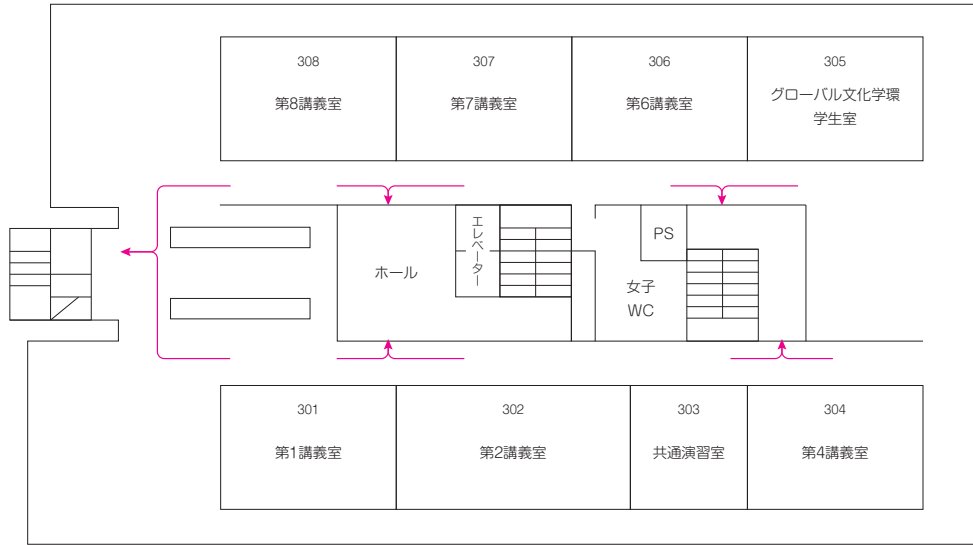 308
第8講義室
307
第7講義室
306
第6講義室
305
グローバル文化学環
学生室
ホール
エレベーター
PS
女子
WC
301
第1講義室
302
第2講義室
303
共通演習室
304
第4講義室